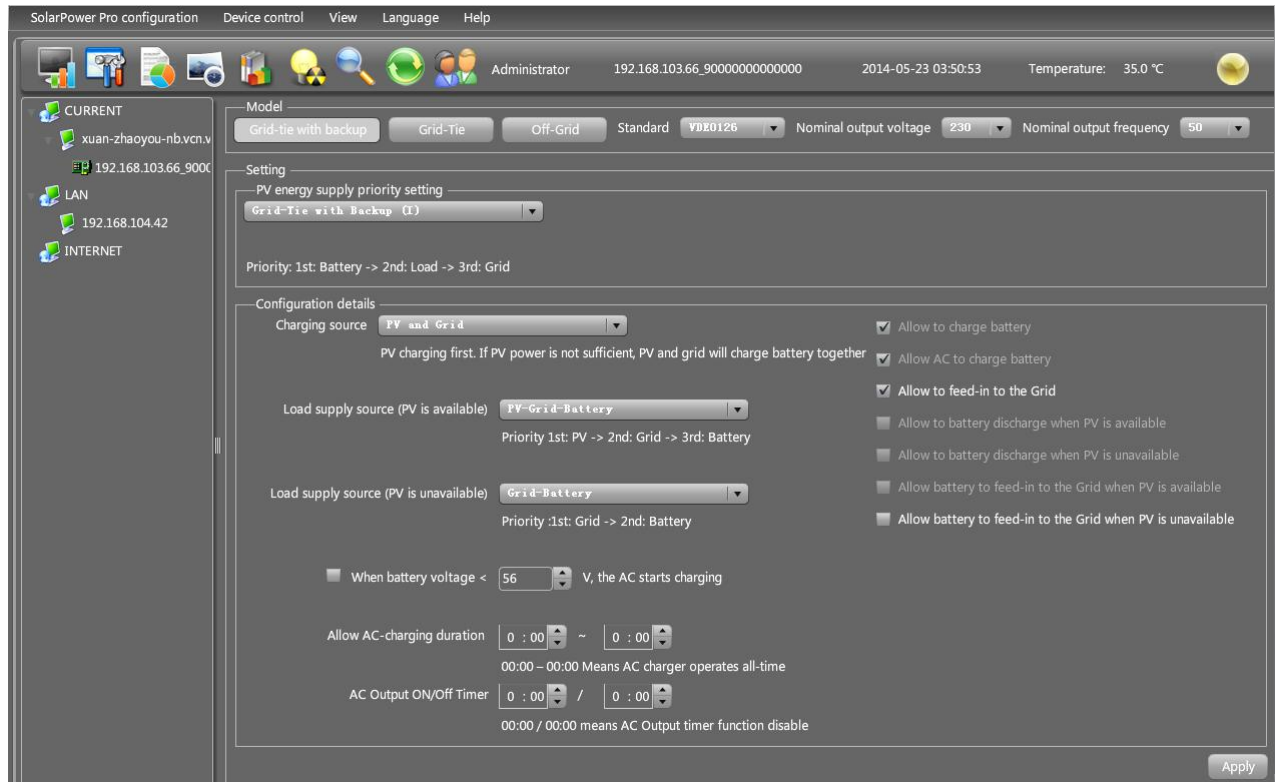 SolarPower Pro configuration Device control View Language Help
Administrator 192.168.103.66_90000000000000 2014-05-23 03:50:53 Temperature: 35.0 ℃
CURRENT
xuan-zhaoyou-nb.vcn.v
192.168.103.66_9000
LAN
192.168.104.42
INTERNET
Model
Grid-tie with backup Grid-Tie Off-Grid Standard VDE0126 Nominal output voltage 230 Nominal output frequency 50
Setting
PV energy supply priority setting
Grid-Tie with Backup (I)
Priority: 1st: Battery -> 2nd: Load -> 3rd: Grid
Configuration details
Charging source PV and Grid
PV charging first. If PV power is not sufficient, PV and grid will charge battery together
Load supply source (PV is available) PV-Grid-Battery
Priority 1st: PV -> 2nd: Grid -> 3rd: Battery
Load supply source (PV is unavailable) Grid-Battery
Priority :1st: Grid -> 2nd: Battery
Allow to charge battery
Allow AC to charge battery
Allow to feed-in to the Grid
Allow to battery discharge when PV is available
Allow to battery discharge when PV is unavailable
Allow battery to feed-in to the Grid when PV is available
Allow battery to feed-in to the Grid when PV is unavailable
When battery voltage < 56 V, the AC starts charging
Allow AC-charging duration 0 : 00 ~ 0 : 00
00:00 – 00:00 Means AC charger operates all-time
AC Output ON/Off Timer 0 : 00 / 0 : 00
00:00 / 00:00 means AC Output timer function disable
Apply